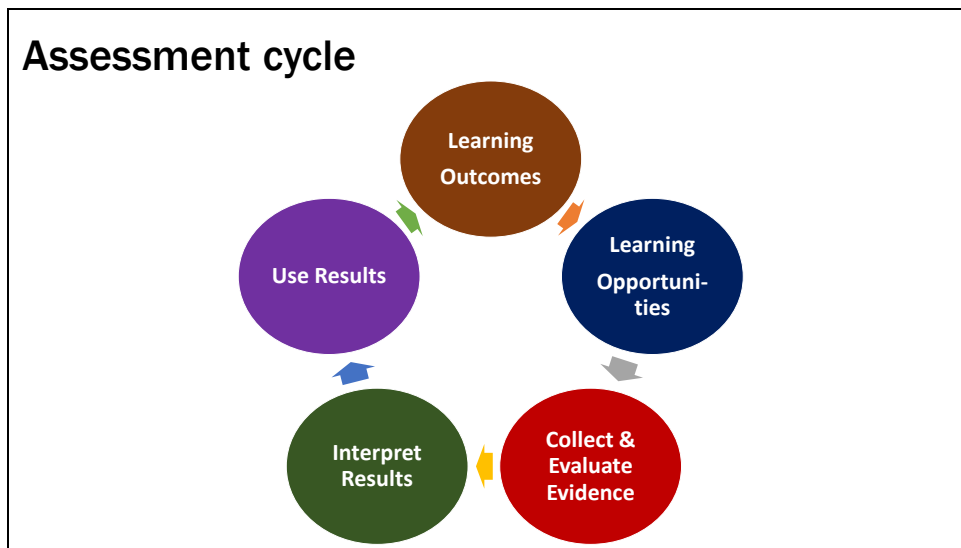 Assessment cycle
Learning
Outcomes
Learning
Opportuni-
ties
Collect &
Evaluate
Evidence
Interpret
Results
Use Results